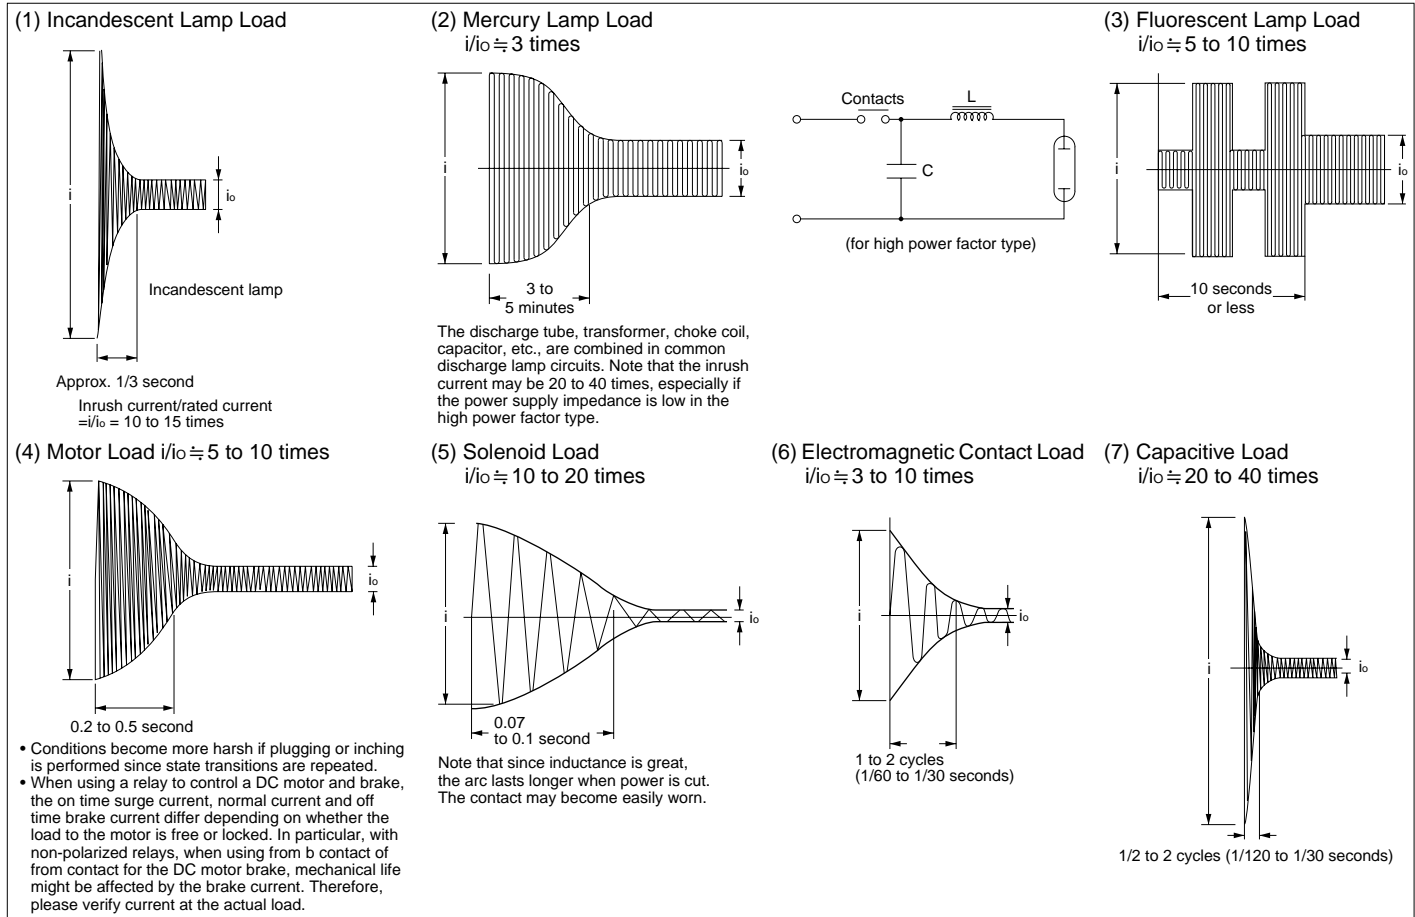 (1) Incandescent Lamp Load
i
io
Incandescent lamp
Approx. 1/3 second
Inrush current/rated current
=i/io = 10 to 15 times
(2) Mercury Lamp Load
i/io ≒ 3 times
i
io
3 to
5 minutes
The discharge tube, transformer, choke coil,
capacitor, etc., are combined in common
discharge lamp circuits. Note that the inrush
current may be 20 to 40 times, especially if
the power supply impedance is low in the
high power factor type.
Contacts
L
C
(for high power factor type)
(3) Fluorescent Lamp Load
i/io ≒ 5 to 10 times
i
io
10 seconds
or less
(4) Motor Load i/io ≒ 5 to 10 times
i
io
0.2 to 0.5 second
• Conditions become more harsh if plugging or inching
is performed since state transitions are repeated.
• When using a relay to control a DC motor and brake,
the on time surge current, normal current and off
time brake current differ depending on whether the
load to the motor is free or locked. In particular, with
non-polarized relays, when using from b contact of
from contact for the DC motor brake, mechanical life
might be affected by the brake current. Therefore,
please verify current at the actual load.
(5) Solenoid Load
i/io ≒ 10 to 20 times
i
io
0.07
to 0.1 second
Note that since inductance is great,
the arc lasts longer when power is cut.
The contact may become easily worn.
(6) Electromagnetic Contact Load
i/io ≒ 3 to 10 times
i
io
1 to 2 cycles
(1/60 to 1/30 seconds)
(7) Capacitive Load
i/io ≒ 20 to 40 times
i
io
1/2 to 2 cycles (1/120 to 1/30 seconds)